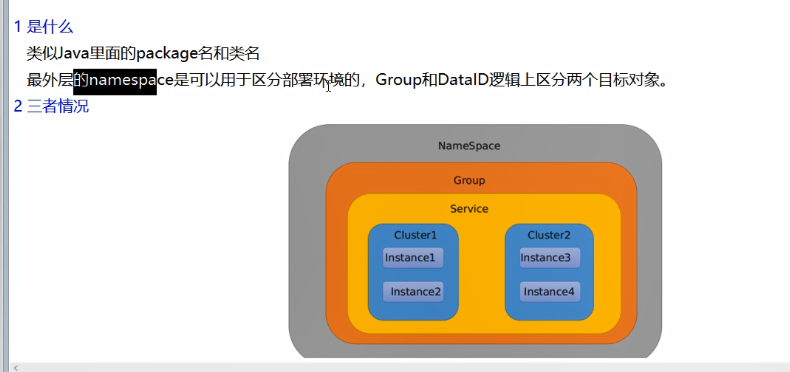 1 是什么
类似Java里面的package名和类名
最外层的namespace是可以用于区分部署环境的，Group和DataID逻辑上区分两个目标对象。
2 三者情况
NameSpace
Group
Service
Cluster1 Cluster2
Instance1 Instance3
Instance2 Instance4